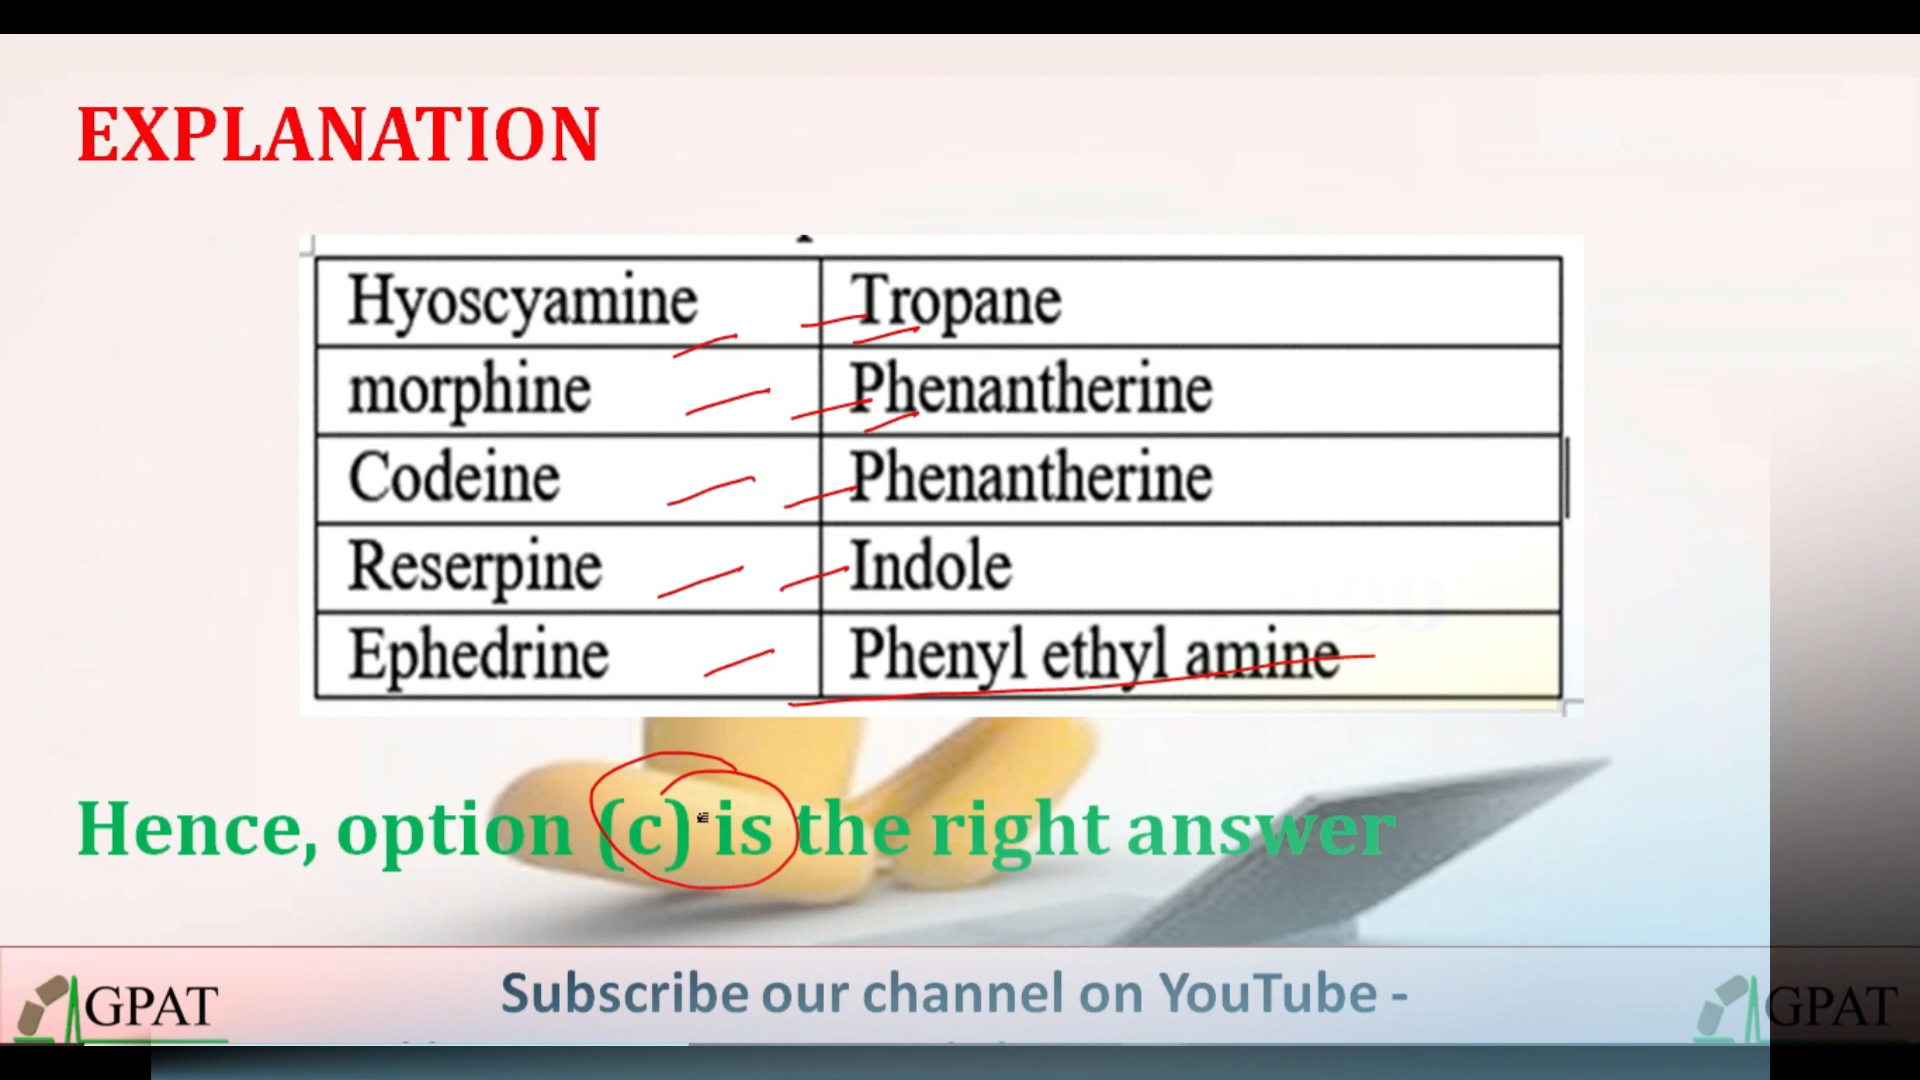 EXPLANATION
Hyoscyamine Tropane
morphine Phenantherine
Codeine Phenantherine
Reserpine Indole
Ephedrine Phenyl ethyl amine
Hence, option (c) is the right answer
GPAT Subscribe our channel on YouTube - GPAT